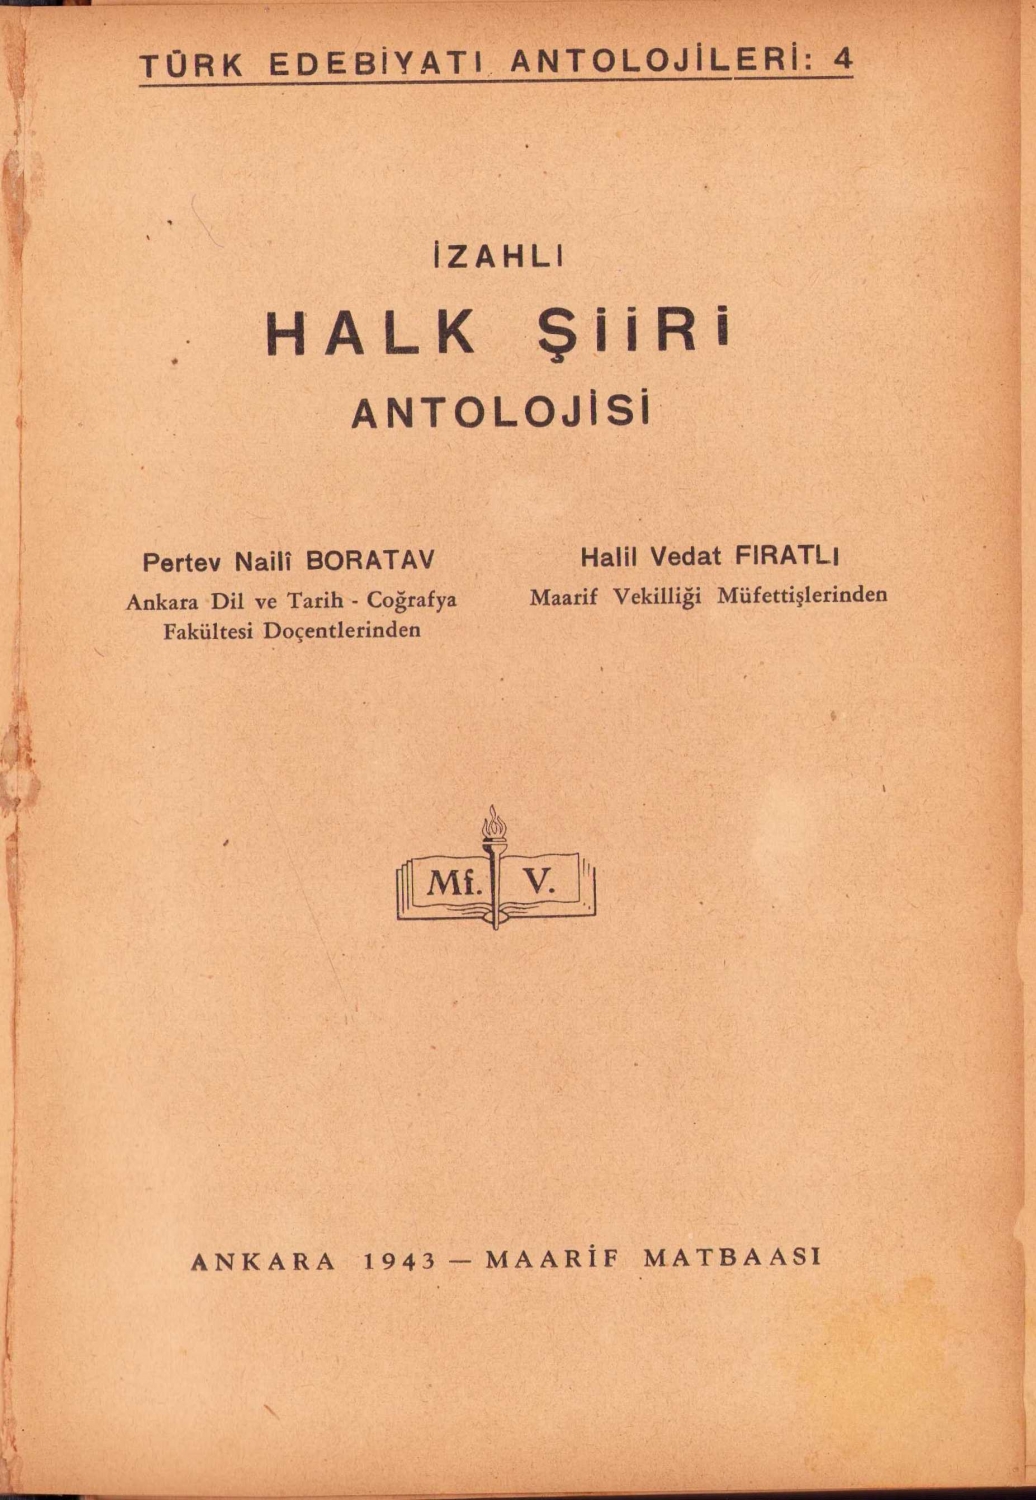 TÜRK EDEBİYATI ANTOLOJİLERİ: 4
İZAHLI
HALK ŞİİRİ
ANTOLOJİSİ
Pertev Nailî BORATAV
Ankara Dil ve Tarih - Coğrafya
Fakültesi Doçentlerinden
Halil Vedat FIRATLI
Maarif Vekilliği Müfettişlerinden
Mf. V.
ANKARA 1943 — MAARİF MATBAASI